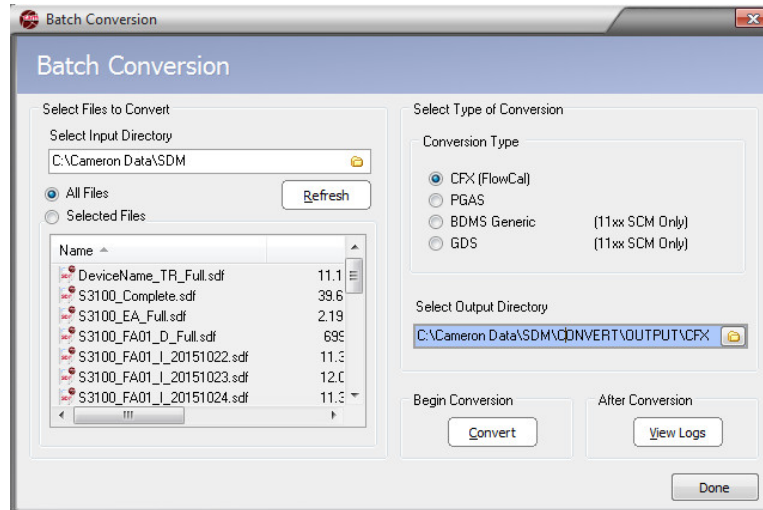 Batch Conversion
Batch Conversion
Select Files to Convert
Select Input Directory
C:\Cameron Data\SDM
All Files
Refresh
Selected Files
Name
DeviceName_TR_Full.sdf 11.1
S3100_Complete.sdf 39.6
S3100_EA_Full.sdf 2.19
S3100_FA01_D_Full.sdf 699
S3100_FA01_I_20151022.sdf 11.3
S3100_FA01_I_20151023.sdf 12.0
S3100_FA01_I_20151024.sdf 11.3
Select Type of Conversion
Conversion Type
CFX (FlowCal)
PGAS
BDMS Generic (11xx SCM Only)
GDS (11xx SCM Only)
Select Output Directory
C:\Cameron Data\SDM\CONVERT\OUTPUT\CFX
Begin Conversion
Convert
After Conversion
View Logs
Done